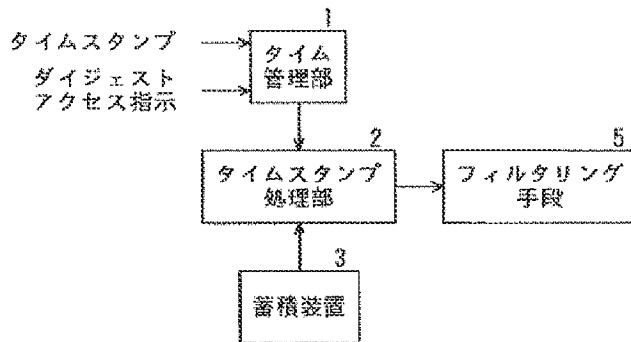 1
タイムスタンプ
タイム
管理部
ダイジェスト
アクセス指示
2
タイムスタンプ
処理部
5
フィルタリング
手段
3
蓄積装置